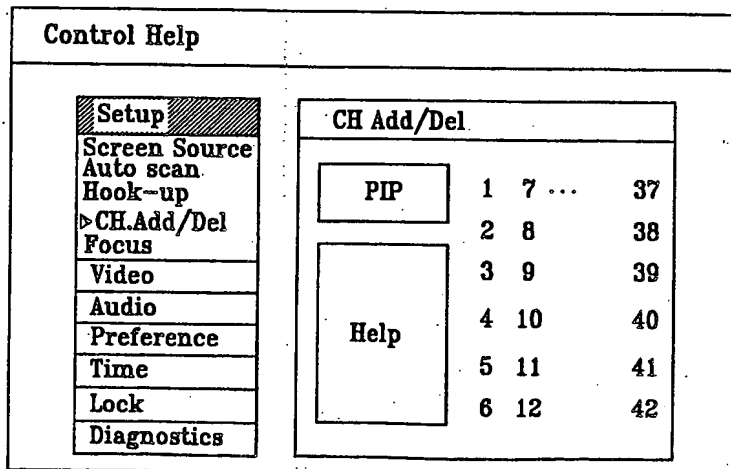 Control Help
Setup
Screen Source
Auto scan
Hook-up
▷CH.Add/Del
Focus
Video
Audio
Preference
Time
Lock
Diagnostics
CH Add/Del
PIP
Help
1 7 ... 37
2 8 38
3 9 39
4 10 40
5 11 41
6 12 42